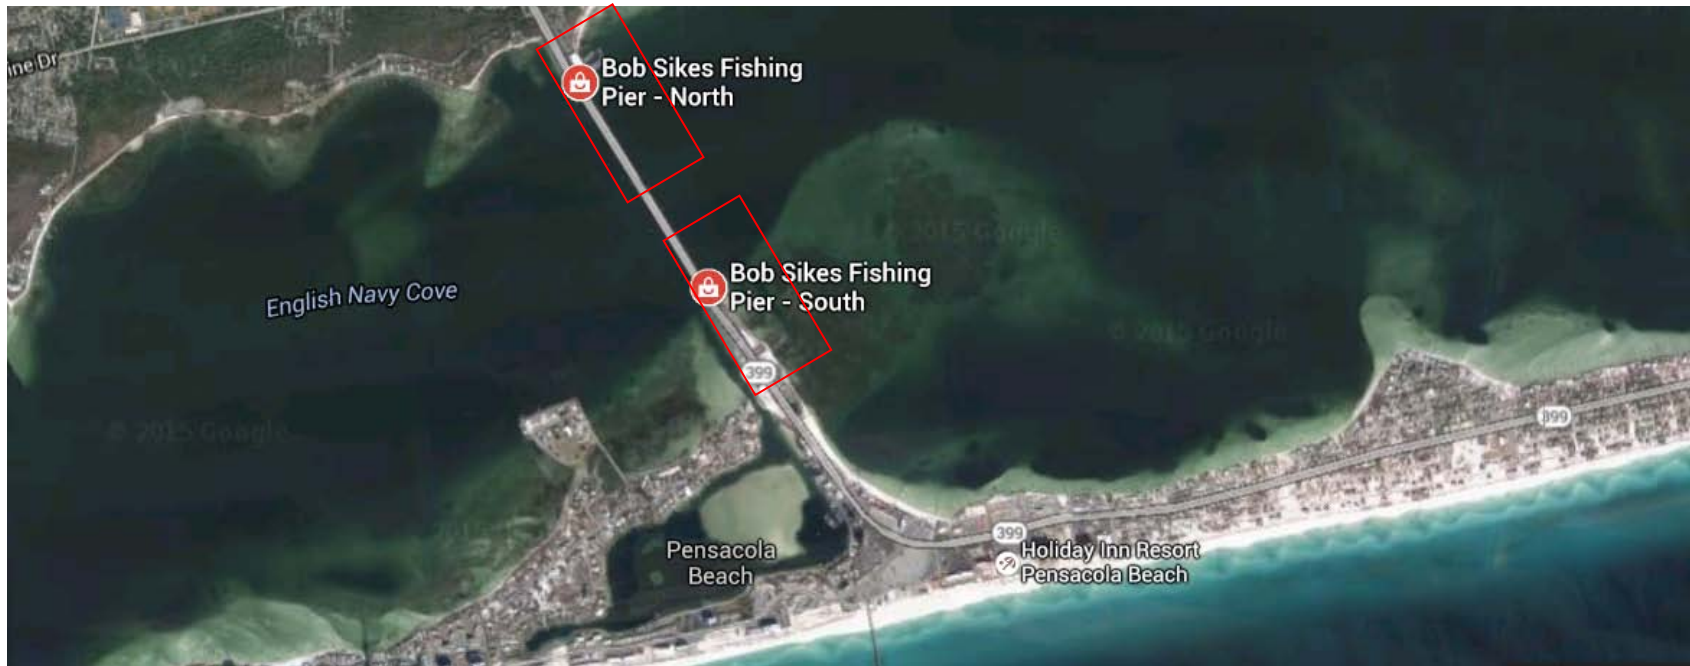 ine Dr
Bob Sikes Fishing
Pier - North
© 2015 Google
Bob Sikes Fishing
Pier - South
English Navy Cove
© 2015 Google
399
899
© 2015 Google
Pensacola
Beach
399
Holiday Inn Resort
Pensacola Beach